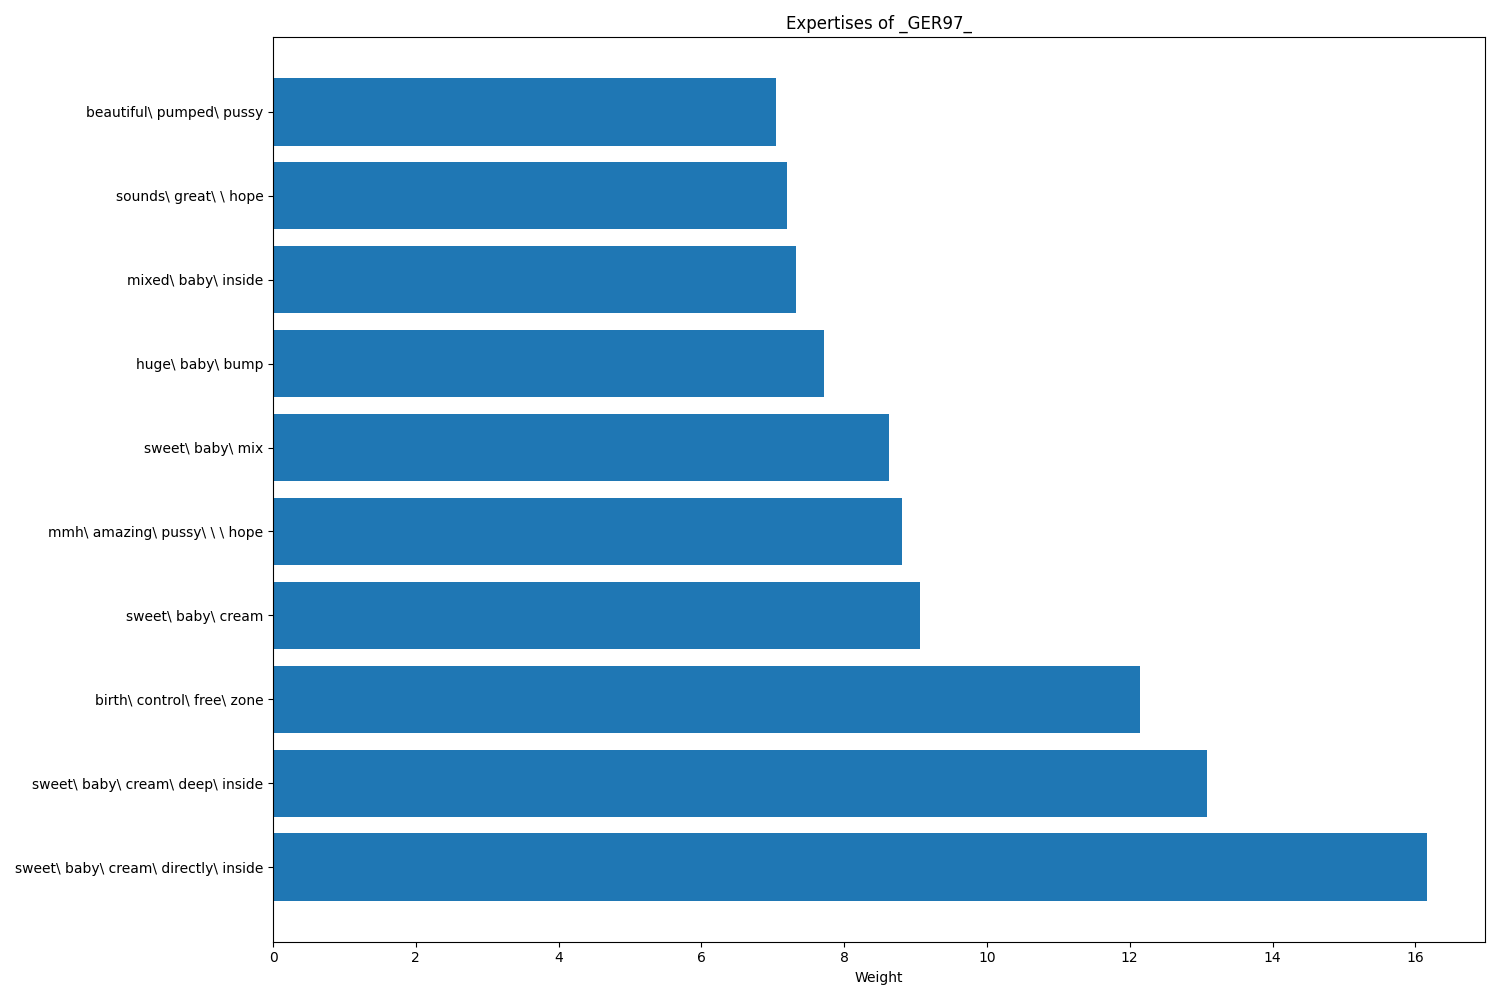 Expertises of _GER97_
beautiful\ pumped\ pussy
sounds\ great\ \ hope
mixed\ baby\ inside
huge\ baby\ bump
sweet\ baby\ mix
mmh\ amazing\ pussy\ \ \ hope
sweet\ baby\ cream
birth\ control\ free\ zone
sweet\ baby\ cream\ deep\ inside
sweet\ baby\ cream\ directly\ inside
0 2 4 6 8 10 12 14 16
Weight